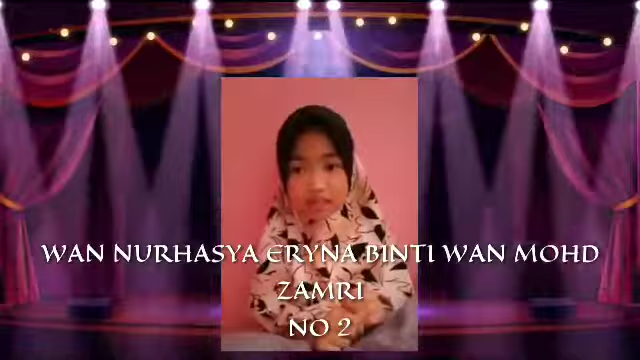 WAN NURHASYA ERYNA BINTI WAN MOHD
ZAMRI
NO 2